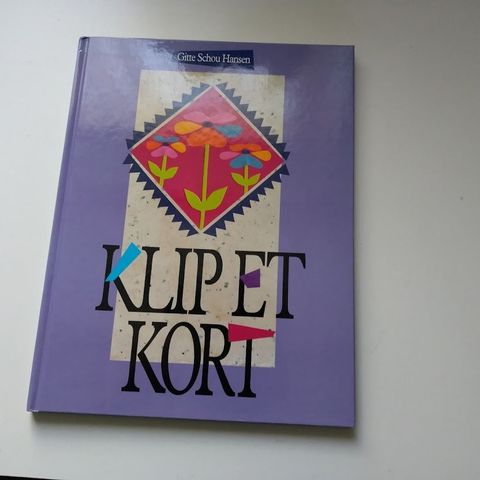 Gitte Schou Hansen
KLIP ET
KORT